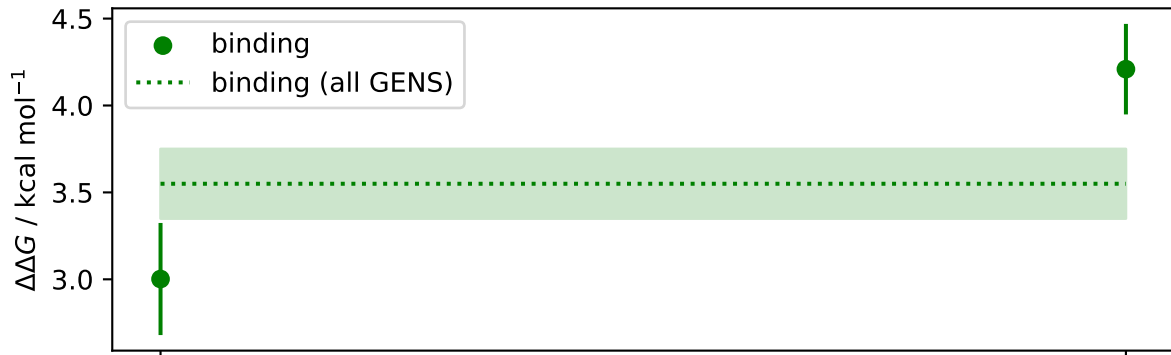 4.5
4.0
3.5
3.0
ΔΔG / kcal mol⁻¹
binding
binding (all GENS)